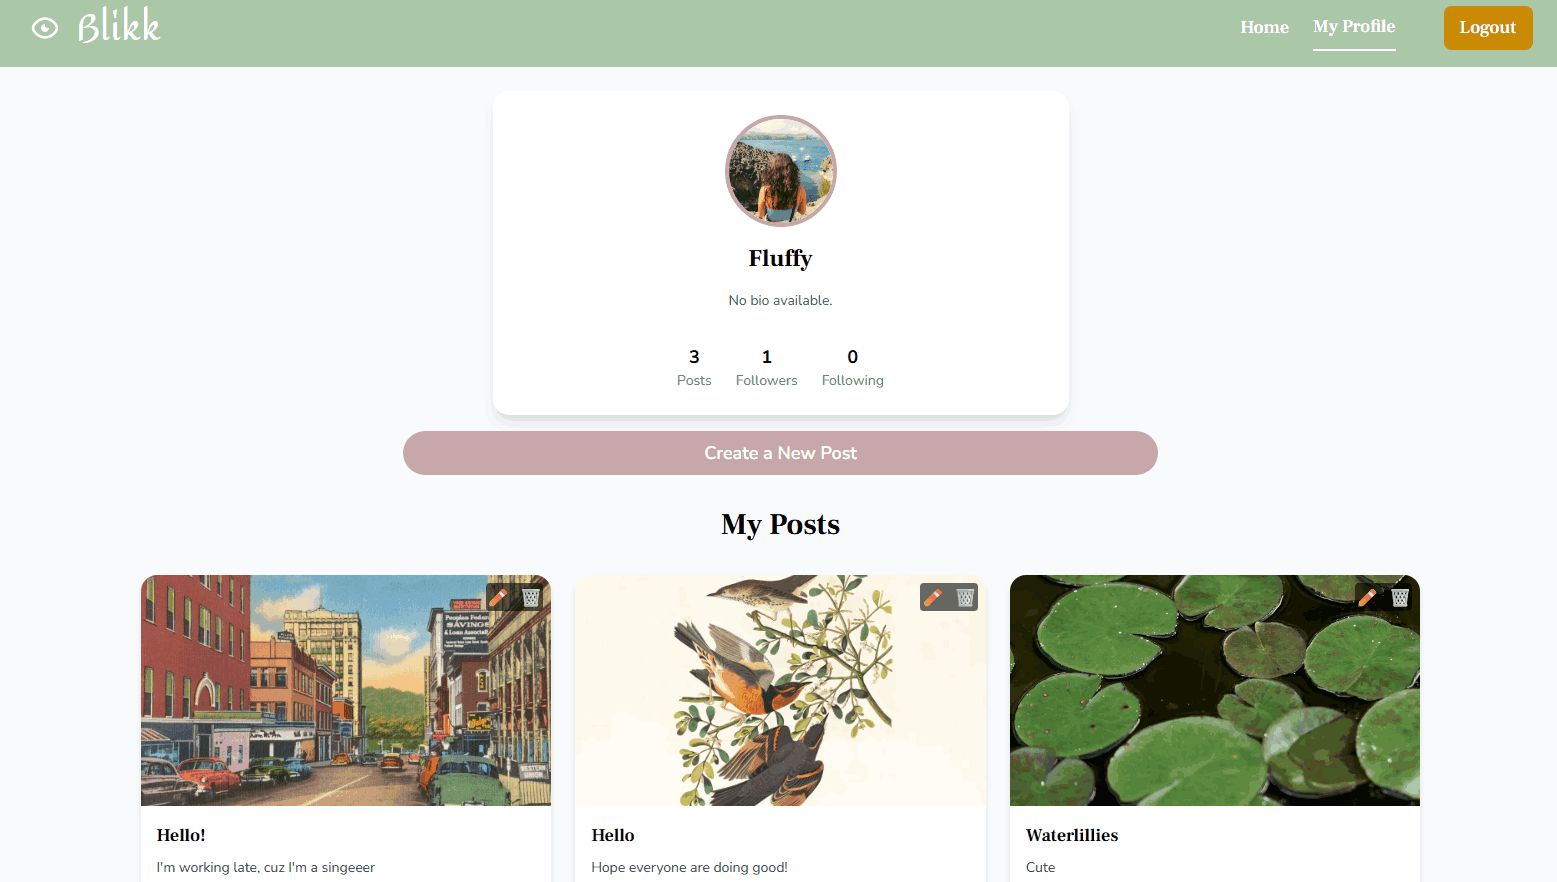 Blikk
Home
My Profile
Logout
Fluffy
No bio available.
3
Posts
1
Followers
0
Following
Create a New Post
My Posts
Peoples Federal
SAVINGS
& Loan Associat
WESTERN
UNION
Hello!
I'm working late, cuz I'm a singeeer
Hello
Hope everyone are doing good!
Waterlillies
Cute